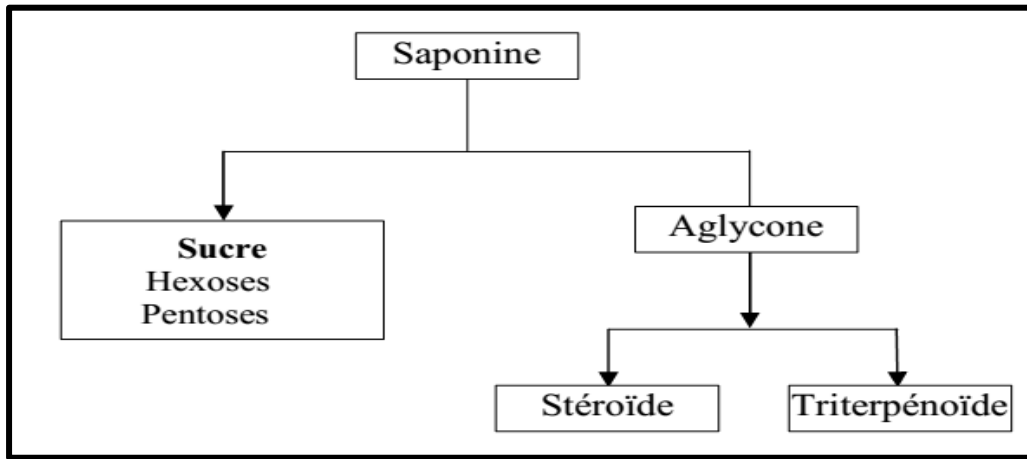 Saponine
Sucre
Hexoses
Pentoses
Aglycone
Stéroïde
Triterpénoïde